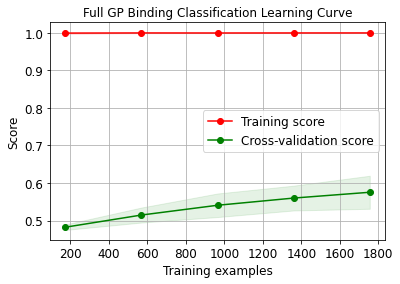 Full GP Binding Classification Learning Curve
1.0
0.9
0.8
0.7
0.6
0.5
Score
Training score
Cross-validation score
200 400 600 800 1000 1200 1400 1600 1800
Training examples